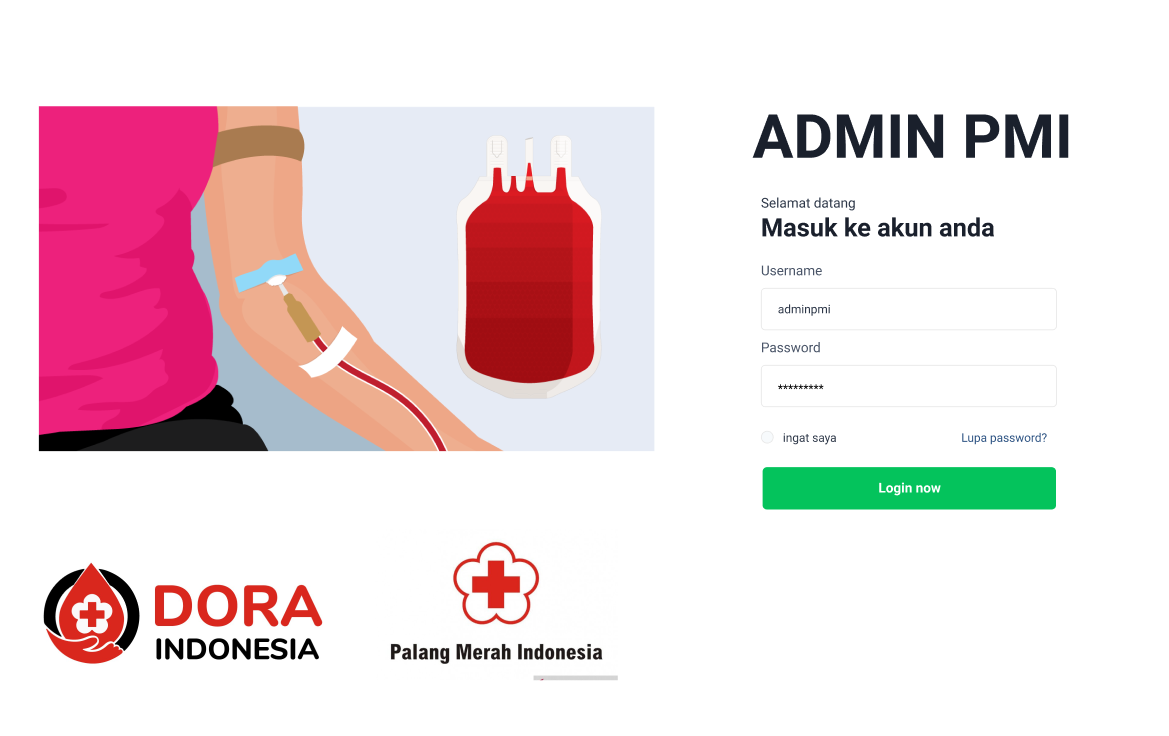 ADMIN PMI
Selamat datang
Masuk ke akun anda
Username
adminpmi
Password
*********
ingat saya
Lupa password?
Login now
DORA
INDONESIA
Palang Merah Indonesia